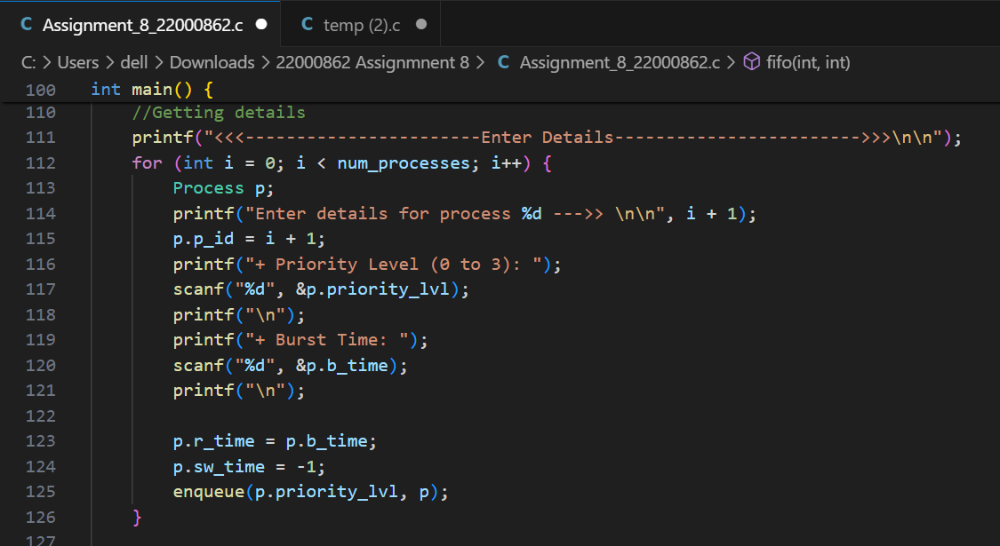 C Assignment_8_22000862.c ● C temp (2).c ●
C: > Users > dell > Downloads > 22000862 Assignmnent 8 > C Assignment_8_22000862.c > fifo(int, int)
100 int main() {
110 //Getting details
111 printf("<<<-----------------------Enter Details------------------------>>>\n\n");
112 for (int i = 0; i < num_processes; i++) {
113 Process p;
114 printf("Enter details for process %d --->> \n\n", i + 1);
115 p.p_id = i + 1;
116 printf("+ Priority Level (0 to 3): ");
117 scanf("%d", &p.priority_lvl);
118 printf("\n");
119 printf("+ Burst Time: ");
120 scanf("%d", &p.b_time);
121 printf("\n");
122
123 p.r_time = p.b_time;
124 p.sw_time = -1;
125 enqueue(p.priority_lvl, p);
126 }
127